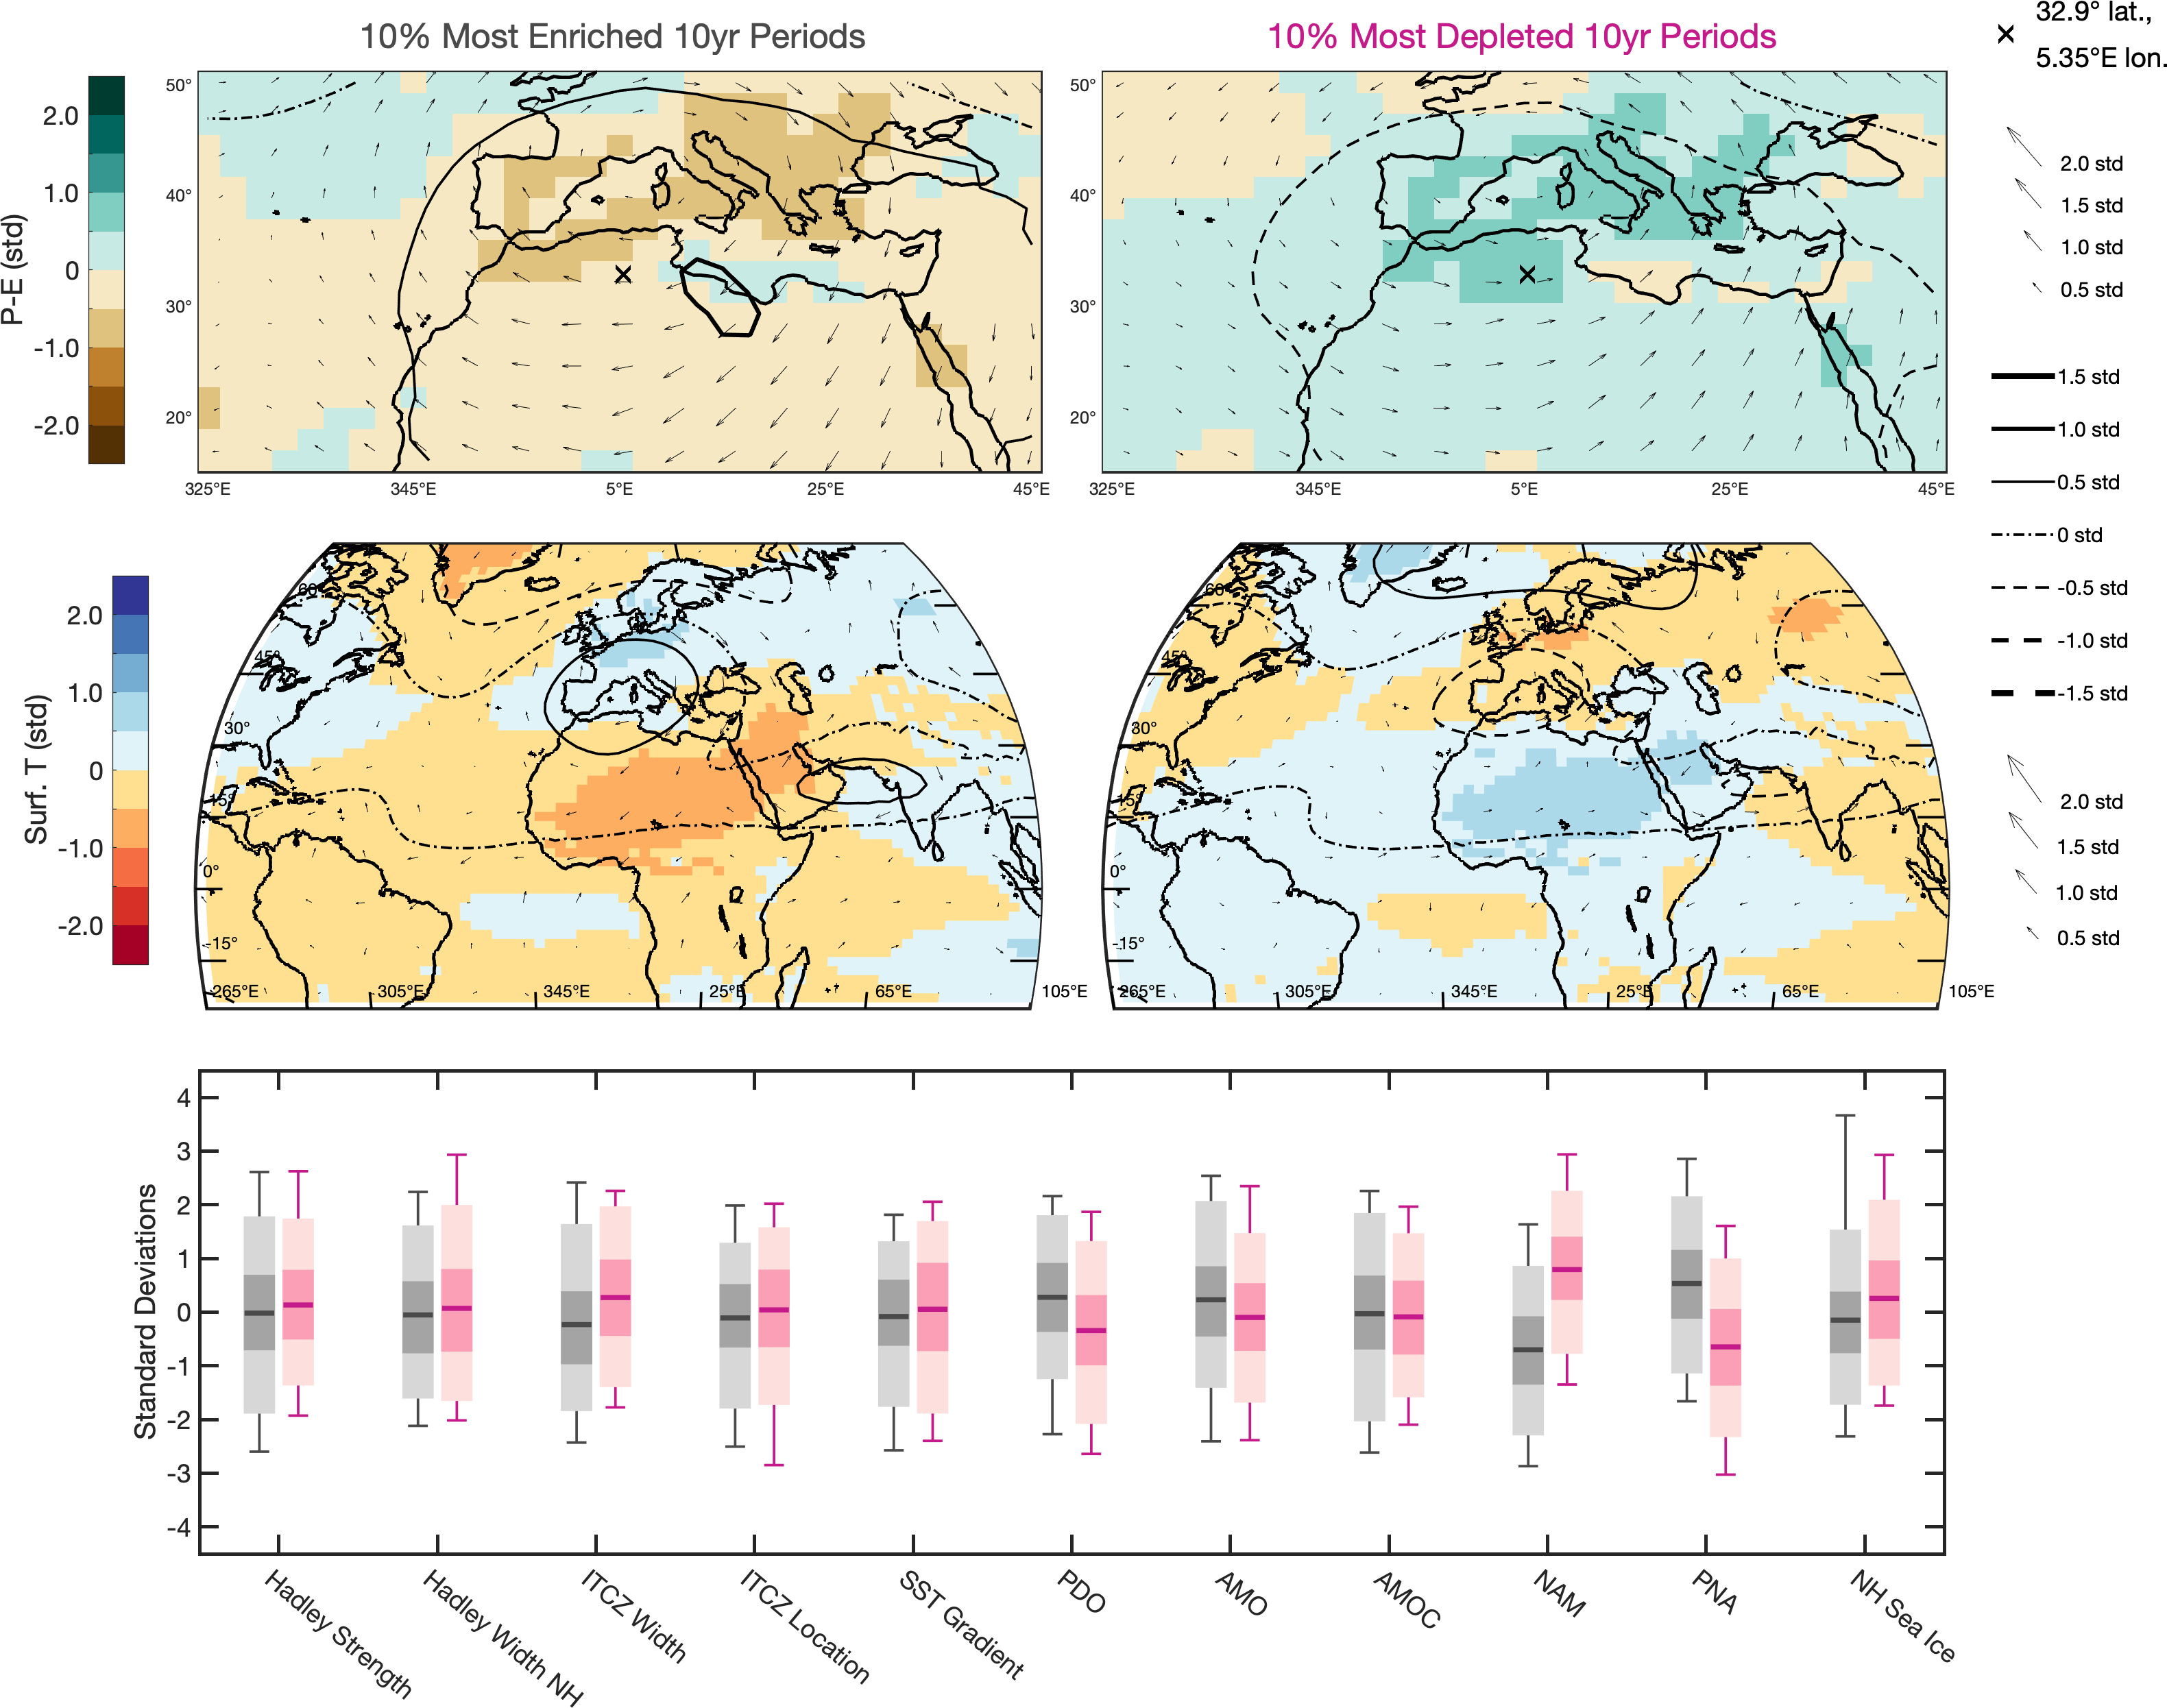 10% Most Enriched 10yr Periods
10% Most Depleted 10yr Periods
32.9° lat.,
5.35°E lon.
P-E (std)
2.0
1.0
0
-1.0
-2.0
50°
40°
30°
20°
325°E 345°E 5°E 25°E 45°E
50°
40°
30°
20°
325°E 345°E 5°E 25°E 45°E
2.0 std
1.5 std
1.0 std
0.5 std
1.5 std
1.0 std
0.5 std
0 std
-0.5 std
-1.0 std
-1.5 std
Surf. T (std)
2.0
1.0
0
-1.0
-2.0
60°
45°
30°
15°
0°
-15°
265°E 305°E 345°E 25°E 65°E 105°E
60°
45°
30°
15°
0°
-15°
265°E 305°E 345°E 25°E 65°E 105°E
2.0 std
1.5 std
1.0 std
0.5 std
Standard Deviations
4
3
2
1
0
-1
-2
-3
-4
Hadley Strength
Hadley Width NH
ITCZ Width
ITCZ Location
SST Gradient
PDO
AMO
AMOC
NAM
PNA
NH Sea Ice